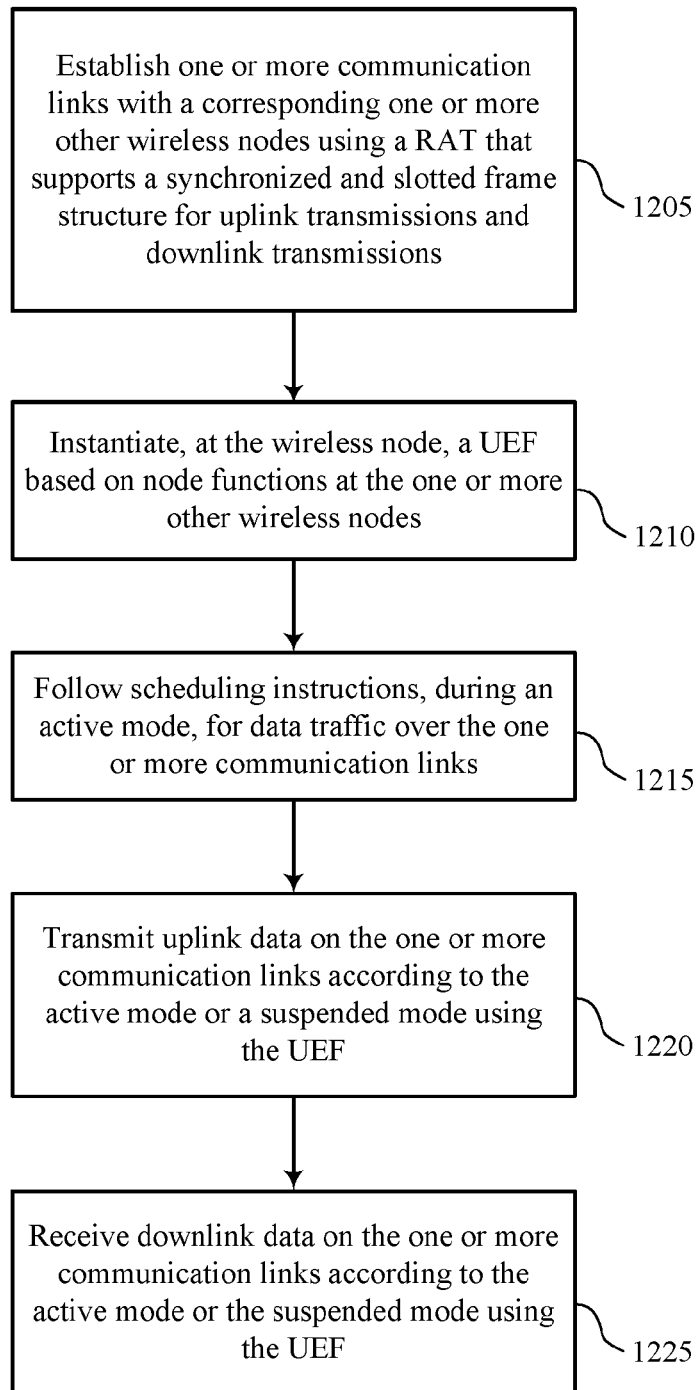 Establish one or more communication
links with a corresponding one or more
other wireless nodes using a RAT that
supports a synchronized and slotted frame
structure for uplink transmissions and
downlink transmissions
1205
Instantiate, at the wireless node, a UEF
based on node functions at the one or more
other wireless nodes
1210
Follow scheduling instructions, during an
active mode, for data traffic over the one
or more communication links
1215
Transmit uplink data on the one or more
communication links according to the
active mode or a suspended mode using
the UEF
1220
Receive downlink data on the one or more
communication links according to the
active mode or the suspended mode using
the UEF
1225